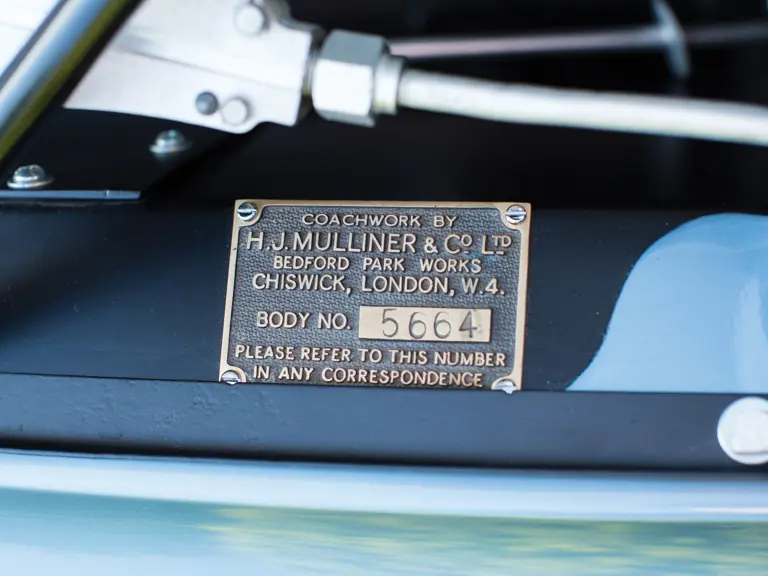 COACHWORK BY
H.J. MULLINER & Cº LTD
BEDFORD PARK WORKS
CHISWICK, LONDON, W.4.
BODY NO. 5664
PLEASE REFER TO THIS NUMBER
IN ANY CORRESPONDENCE